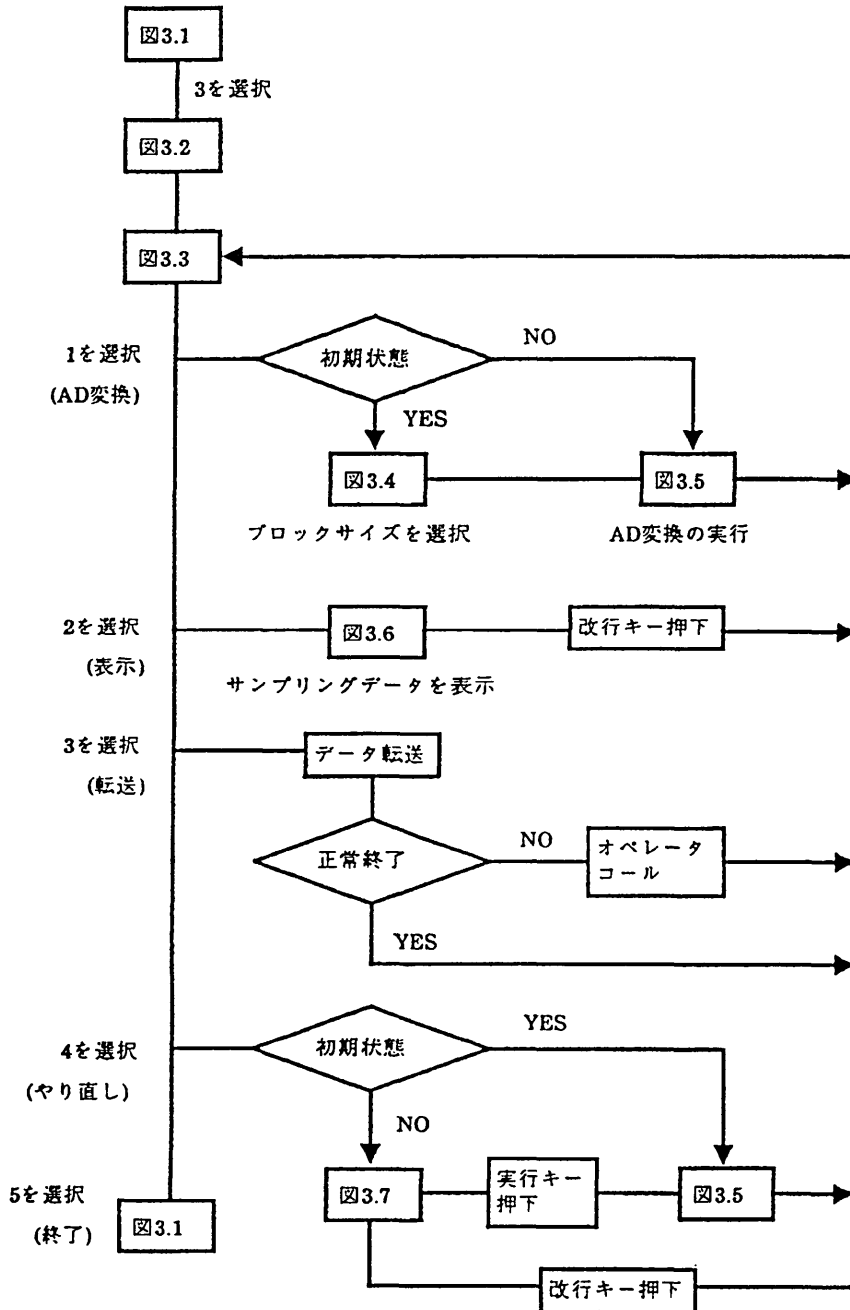 図3.1
3を選択
図3.2
図3.3
1を選択
(AD変換)
初期状態
NO
YES
図3.4
図3.5
ブロックサイズを選択
AD変換の実行
2を選択
(表示)
図3.6
改行キー押下
サンプリングデータを表示
3を選択
(転送)
データ転送
正常終了
NO
オペレータ
コール
YES
4を選択
(やり直し)
初期状態
YES
NO
5を選択
(終了)
図3.1
図3.7
実行キー
押下
図3.5
改行キー押下